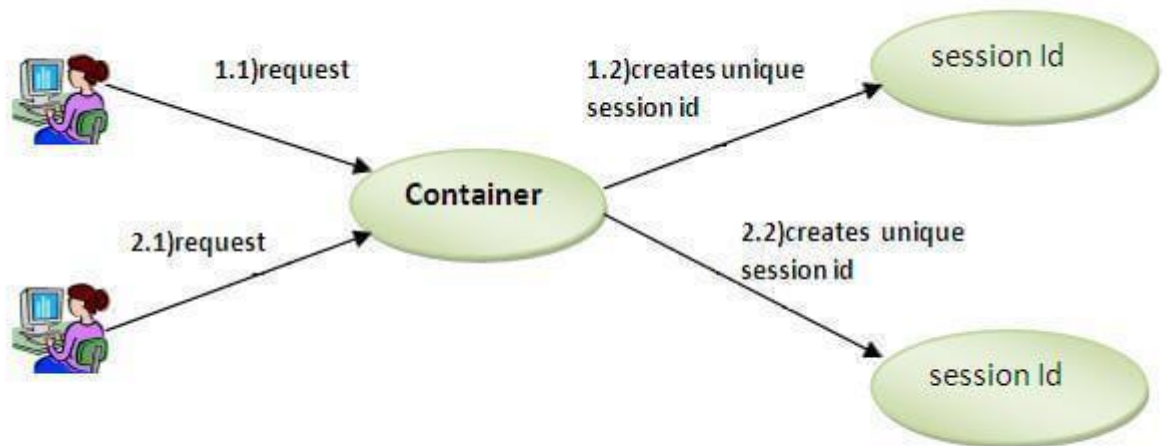 1.1)request
1.2)creates unique
session id
session Id
Container
2.1)request
2.2)creates unique
session id
session Id